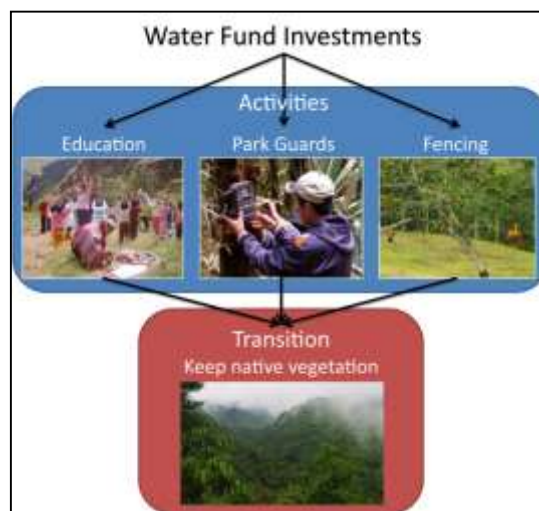 Water Fund Investments
Activities
Education Park Guards Fencing
Transition
Keep native vegetation